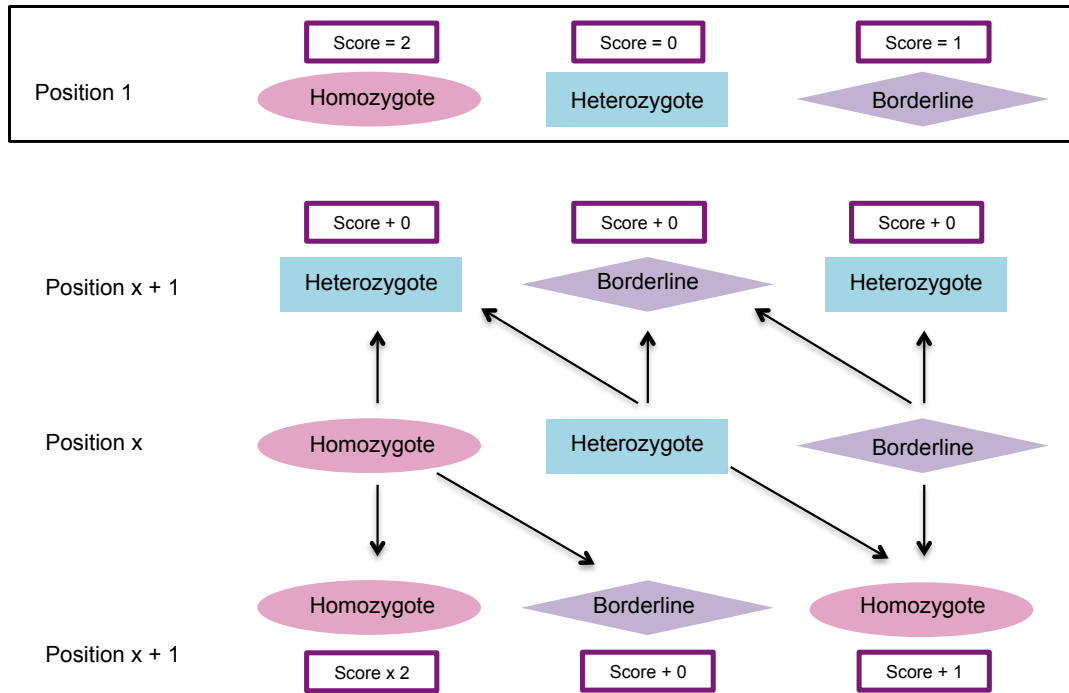 Score = 2
Score = 0
Score = 1
Position 1
Homozygote
Heterozygote
Borderline
Score + 0
Score + 0
Score + 0
Position x + 1
Heterozygote
Borderline
Heterozygote
Position x
Homozygote
Heterozygote
Borderline
Homozygote
Borderline
Homozygote
Position x + 1
Score x 2
Score + 0
Score + 1